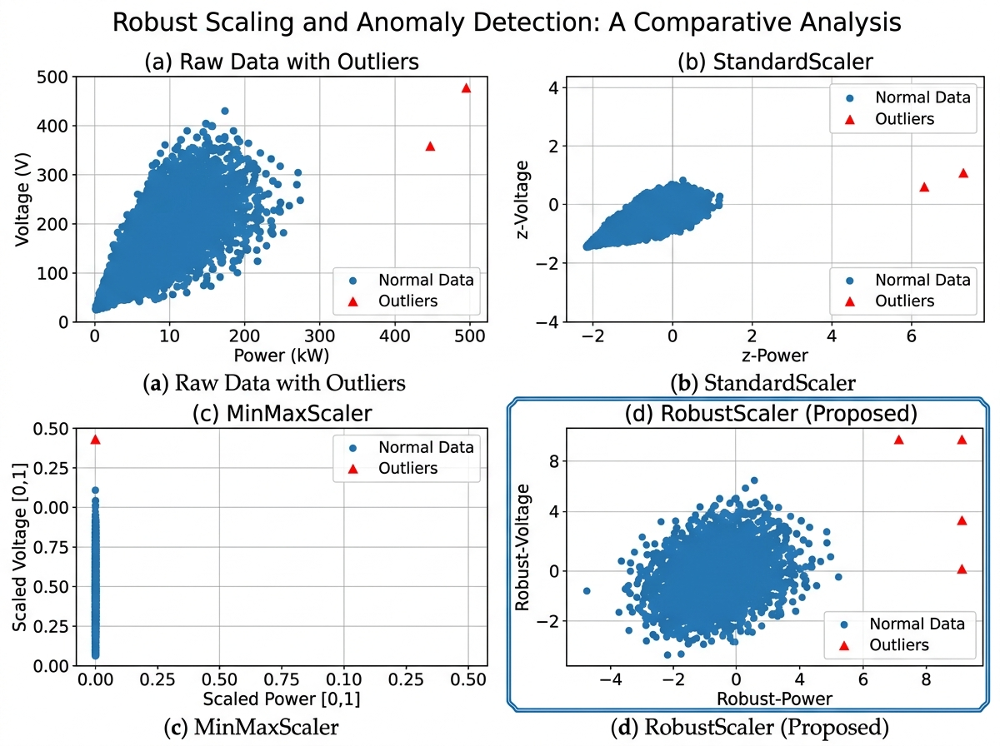 Robust Scaling and Anomaly Detection: A Comparative Analysis
(a) Raw Data with Outliers
500
400
300
200
100
0
Voltage (V)
Normal Data
Outliers
0 10 200 300 400 500
Power (kW)
(a) Raw Data with Outliers
(b) StandardScaler
4
2
0
−2
−4
z-Voltage
Normal Data
Outliers
Normal Data
Outliers
−2 0 2 4 6
z-Power
(b) StandardScaler
(c) MinMaxScaler
0.50
0.25
0.00
0.75
0.50
0.25
0.00
Scaled Voltage [0,1]
Normal Data
Outliers
0.00 0.25 0.50 0.75 0.10 0.25 0.50
Scaled Power [0,1]
(c) MinMaxScaler
(d) RobustScaler (Proposed)
8
4
0
−2
Robust-Voltage
Normal Data
Outliers
−4 −2 0 4 6 8
Robust-Power
(d) RobustScaler (Proposed)